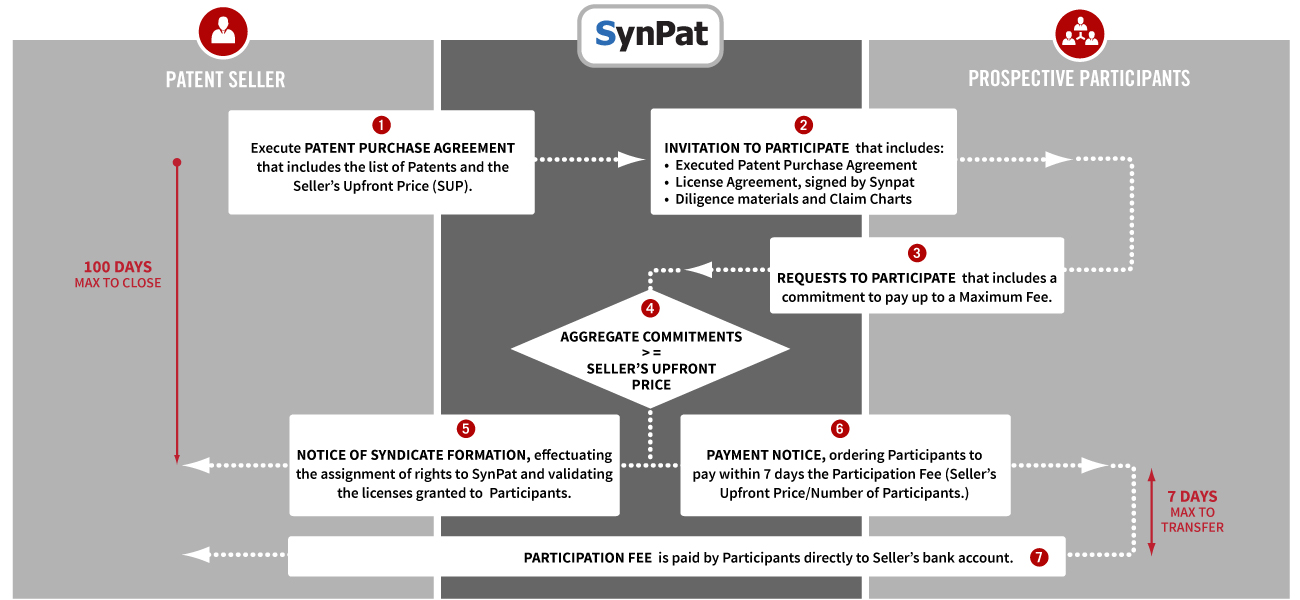 SynPat
PATENT SELLER
PROSPECTIVE PARTICIPANTS
1
Execute PATENT PURCHASE AGREEMENT
that includes the list of Patents and the
Seller's Upfront Price (SUP).
2
INVITATION TO PARTICIPATE that includes:
• Executed Patent Purchase Agreement
• License Agreement, signed by Synpat
• Diligence materials and Claim Charts
3
REQUESTS TO PARTICIPATE that includes a
commitment to pay up to a Maximum Fee.
100 DAYS
MAX TO CLOSE
4
AGGREGATE COMMITMENTS
> =
SELLER'S UPFRONT
PRICE
5
NOTICE OF SYNDICATE FORMATION, effectuating
the assignment of rights to SynPat and validating
the licenses granted to Participants.
6
PAYMENT NOTICE, ordering Participants to
pay within 7 days the Participation Fee (Seller's
Upfront Price/Number of Participants.)
7 DAYS
MAX TO
TRANSFER
PARTICIPATION FEE is paid by Participants directly to Seller's bank account. 7